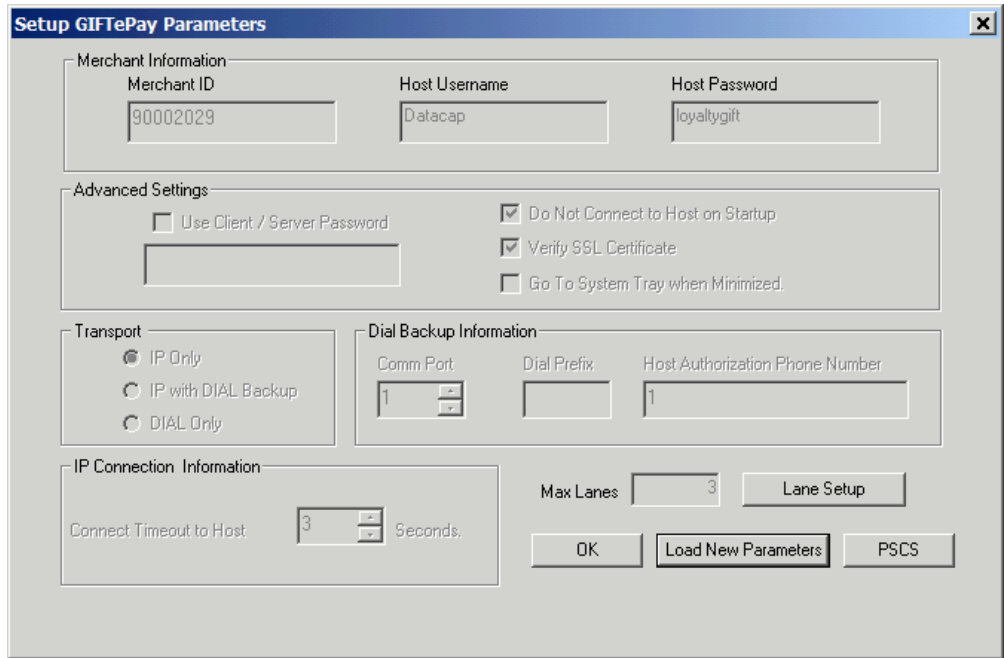 Setup GIFTePay Parameters
Merchant Information
Merchant ID Host Username Host Password
90002029 Datacap loyaltygift
Advanced Settings
Use Client / Server Password
Do Not Connect to Host on Startup
Verify SSL Certificate
Go To System Tray when Minimized.
Transport
IP Only
IP with DIAL Backup
DIAL Only
Dial Backup Information
Comm Port Dial Prefix Host Authorization Phone Number
1 1
IP Connection Information
Connect Timeout to Host 3 Seconds.
Max Lanes 3 Lane Setup
OK Load New Parameters PSCS